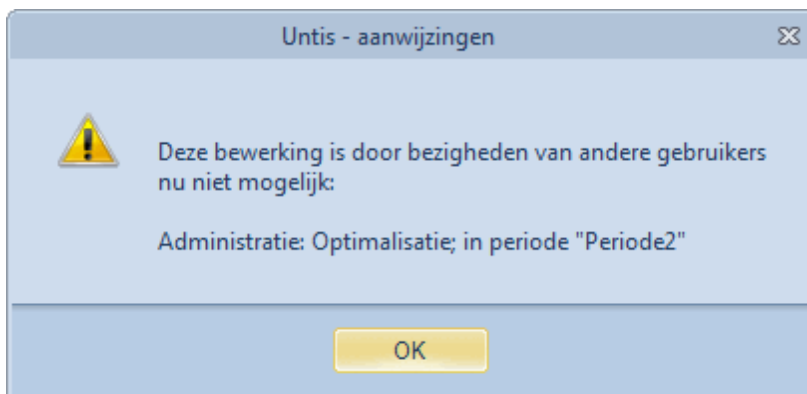 Untis - aanwijzingen
Deze bewerking is door bezigheden van andere gebruikers
nu niet mogelijk:
Administratie: Optimalisatie; in periode "Periode2"
OK